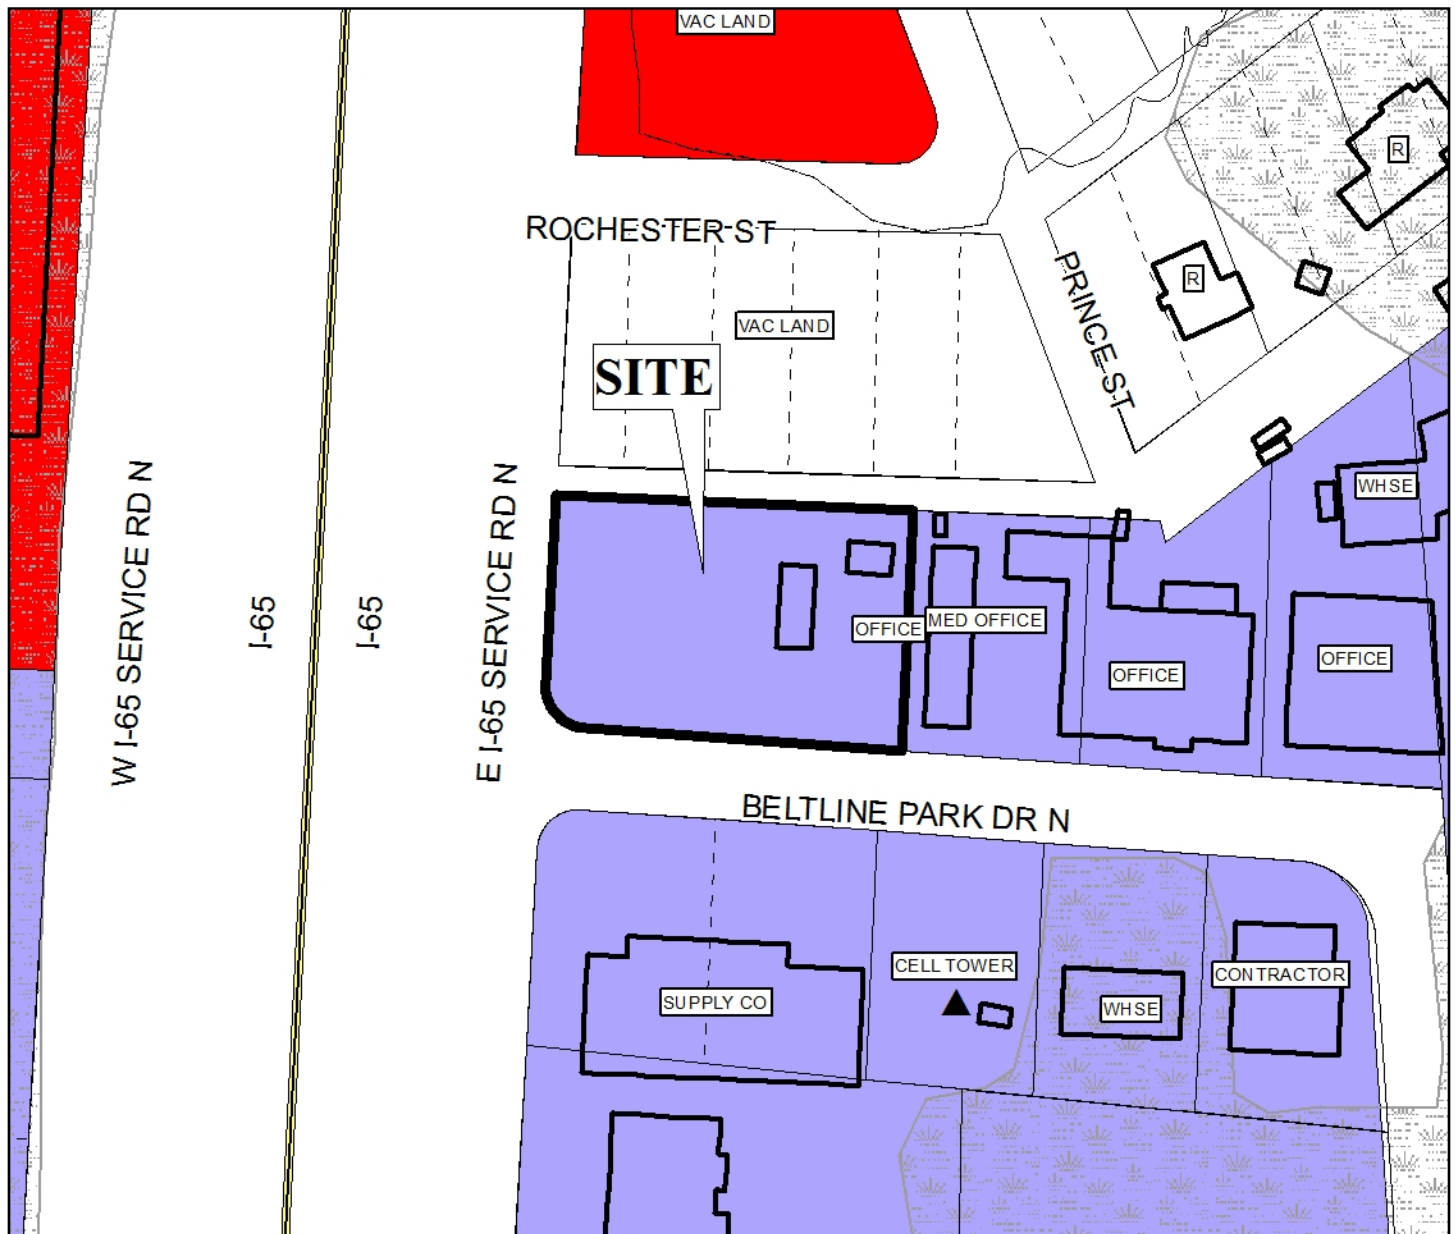 VAC LAND
R
ROCHESTER ST
R
PRINCE ST
VAC LAND
SITE
WHSE
W I-65 SERVICE RD N
I-65
I-65
E I-65 SERVICE RD N
OFFICE
MED OFFICE
OFFICE
OFFICE
BELTLINE PARK DR N
CELL TOWER
CONTRACTOR
SUPPLY CO
WHSE